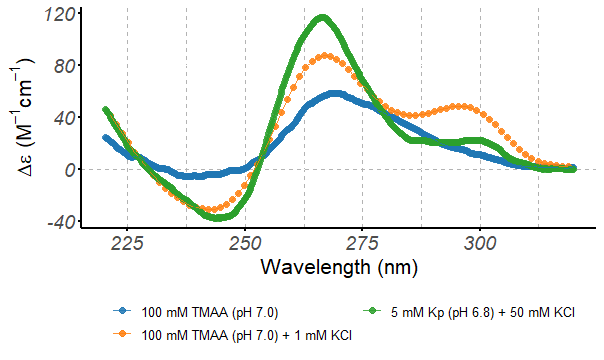 120
80
40
0
-40
Δε (M⁻¹cm⁻¹)
225 250 275 300
Wavelength (nm)
100 mM TMAA (pH 7.0) 5 mM Kp (pH 6.8) + 50 mM KCl
100 mM TMAA (pH 7.0) + 1 mM KCl